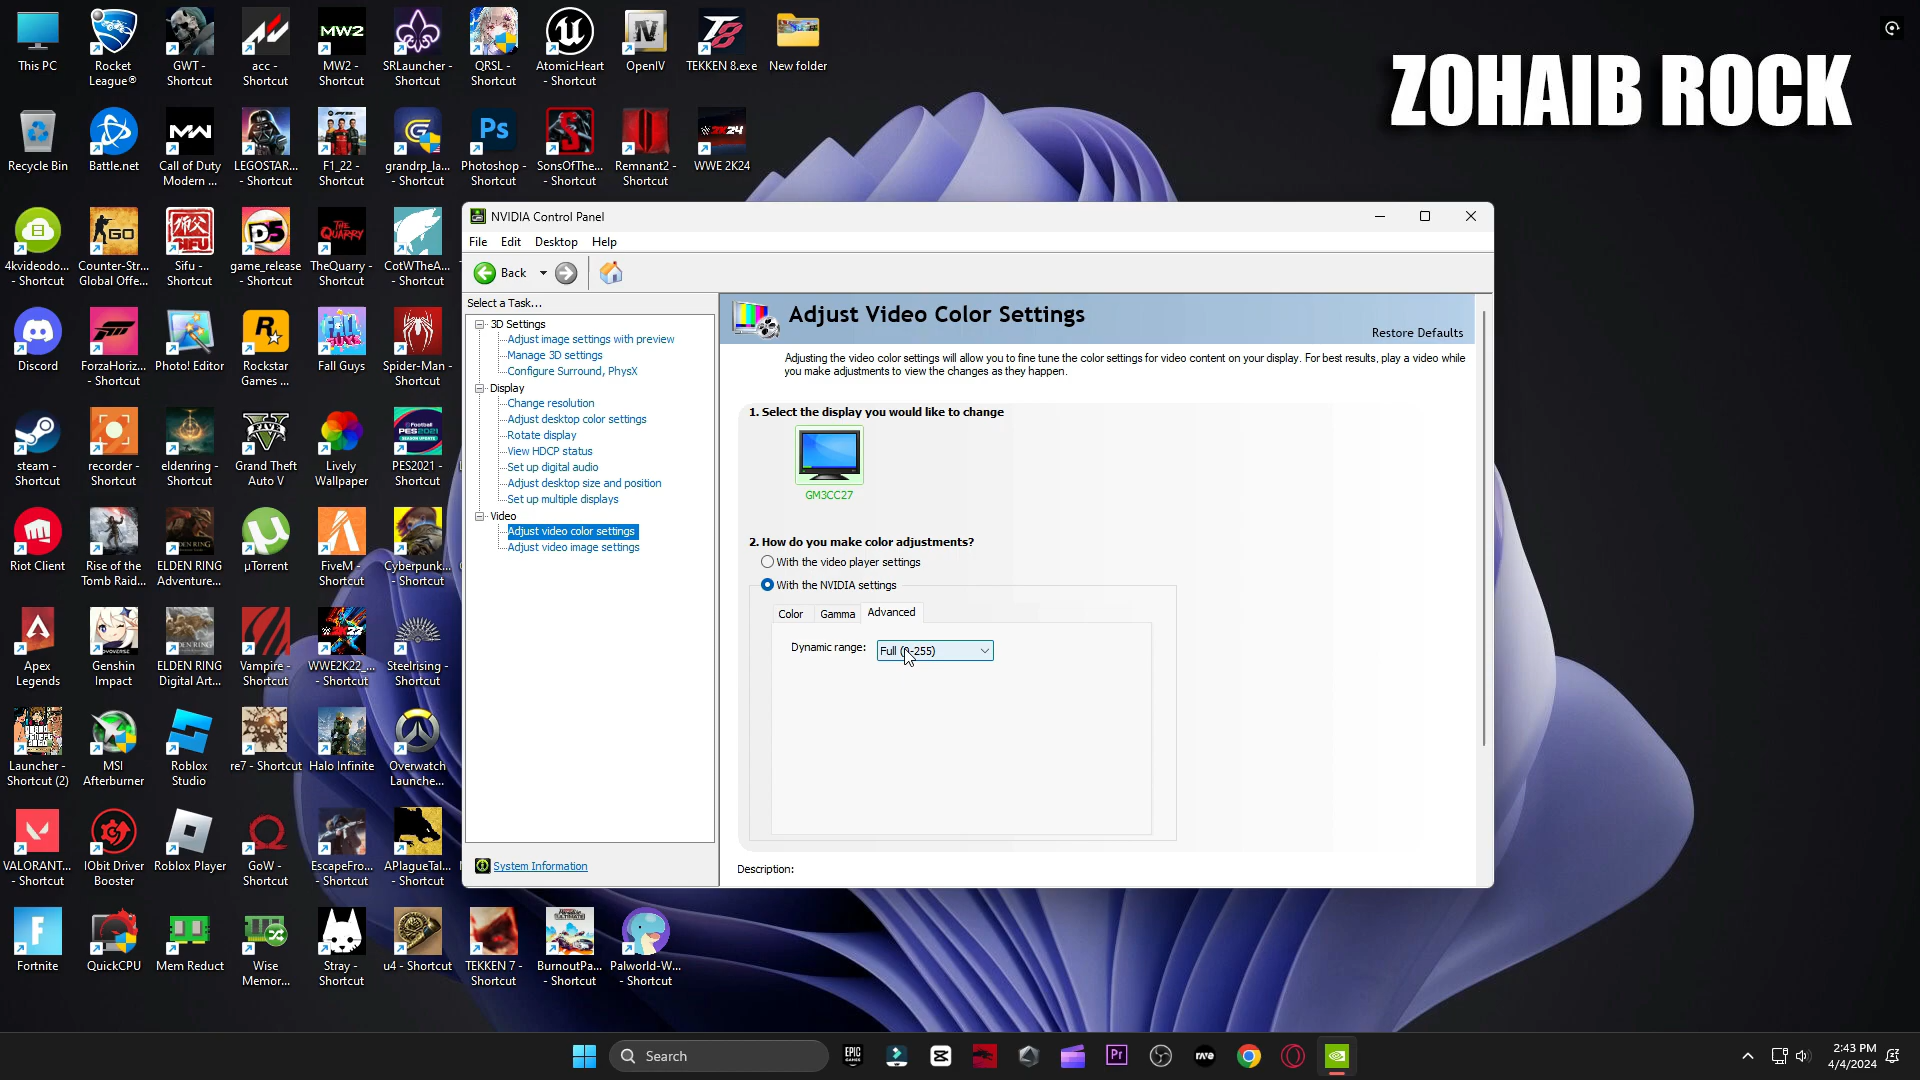 This PC
Rocket
League®
GWT -
Shortcut
acc -
Shortcut
MW2
MW2 -
Shortcut
SRLauncher -
Shortcut
QRSL -
Shortcut
AtomicHeart
- Shortcut
OpenIV
TEKKEN 8.exe
New folder
ZOHAIB ROCK
Recycle Bin
Battle.net
Call of Duty
Modern ...
LEGOSTAR...
- Shortcut
F1_22 -
Shortcut
grandrp_la...
- Shortcut
Ps
Photoshop -
Shortcut
SonsOfThe...
- Shortcut
Remnant2 -
Shortcut
2K24
WWE 2K24
4kvideodo...
- Shortcut
GO
Counter-Str...
Global Offe...
Sifu -
Shortcut
D5
game_release
- Shortcut
TheQuarry -
Shortcut
CotWTheA...
- Shortcut
Discord
ForzaHoriz...
- Shortcut
Photo! Editor
Rockstar
Games ...
Fall Guys
Spider-Man -
Shortcut
steam -
Shortcut
recorder -
Shortcut
eldenring -
Shortcut
Grand Theft
Auto V
Lively
Wallpaper
PES2021 -
Shortcut
Riot Client
Rise of the
Tomb Raid...
ELDEN RING
Adventure...
µTorrent
FiveM -
Shortcut
Cyberpunk...
- Shortcut
Apex
Legends
Genshin
Impact
ELDEN RING
Digital Art...
Vampire -
Shortcut
WWE2K22_...
- Shortcut
Steelrising -
Shortcut
Launcher -
Shortcut (2)
MSI
Afterburner
Roblox
Studio
re7 - Shortcut
Halo Infinite
Overwatch
Launche...
VALORANT...
- Shortcut
IObit Driver
Booster
Roblox Player
GoW -
Shortcut
EscapeFro...
- Shortcut
APlagueTal...
- Shortcut
Fortnite
QuickCPU
Mem Reduct
Wise
Memor...
Stray -
Shortcut
u4 - Shortcut
TEKKEN 7 -
Shortcut
BurnoutPa...
- Shortcut
Palworld-W...
- Shortcut
NVIDIA Control Panel
File Edit Desktop Help
Back
Select a Task...
3D Settings
Adjust image settings with preview
Manage 3D settings
Configure Surround, PhysX
Display
Change resolution
Adjust desktop color settings
Rotate display
View HDCP status
Set up digital audio
Adjust desktop size and position
Set up multiple displays
Video
Adjust video color settings
Adjust video image settings
System Information
Adjust Video Color Settings
Restore Defaults
Adjusting the video color settings will allow you to fine tune the color settings for video content on your display. For best results, play a video while
you make adjustments to view the changes as they happen.
1. Select the display you would like to change
GM3CC27
2. How do you make color adjustments?
With the video player settings
With the NVIDIA settings
Color Gamma Advanced
Dynamic range: Full (0-255)
Description:
Search
EPIC
GAMES
Pr
2:43 PM
4/4/2024